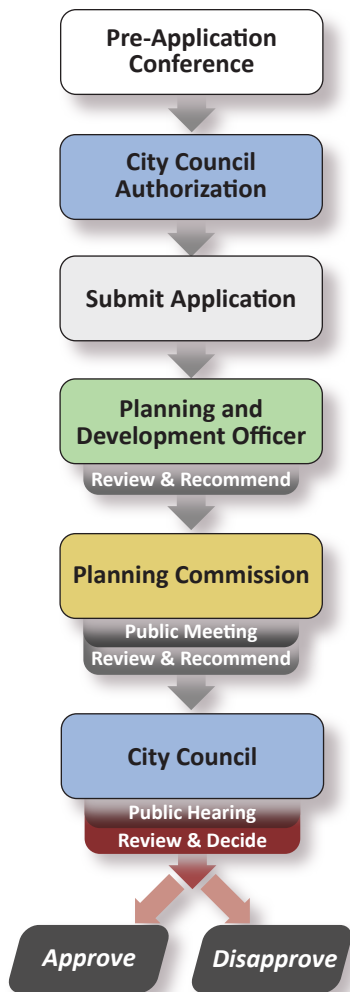 Pre-Application
Conference
City Council
Authorization
Submit Application
Planning and
Development Officer
Review & Recommend
Planning Commission
Public Meeting
Review & Recommend
City Council
Public Hearing
Review & Decide
Approve
Disapprove